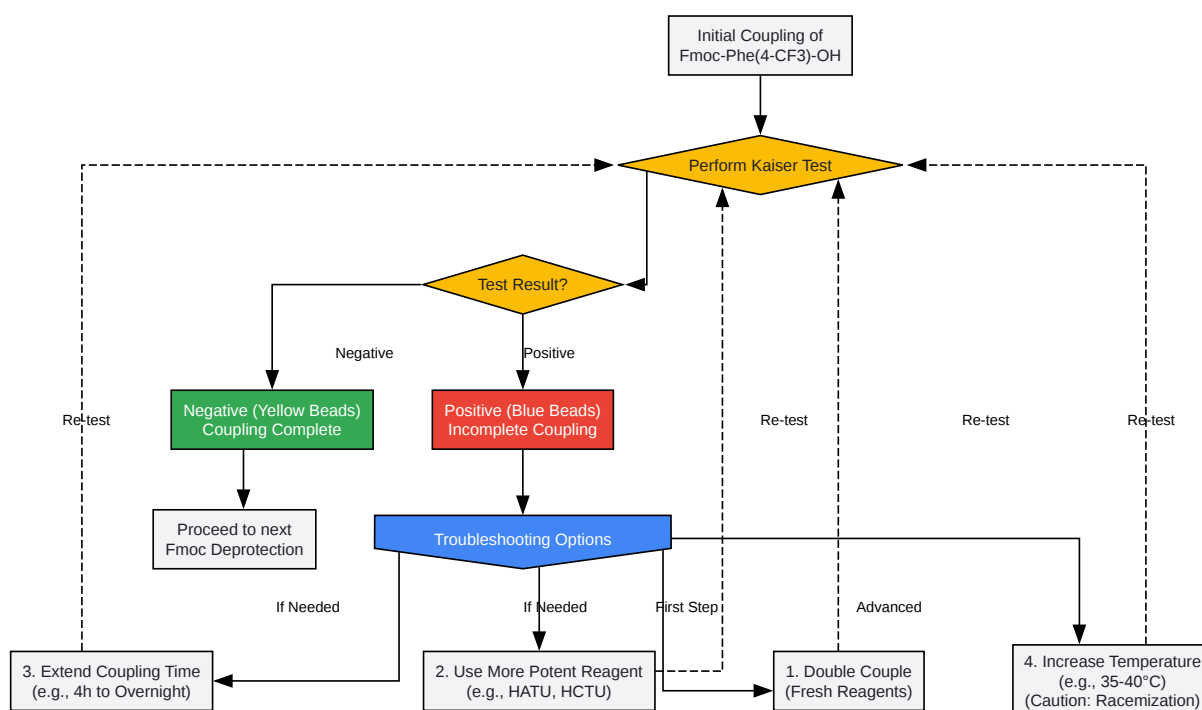 Initial Coupling of
Fmoc-Phe(4-CF3)-OH
Perform Kaiser Test
Test Result?
Negative
Positive
Negative (Yellow Beads)
Coupling Complete
Positive (Blue Beads)
Incomplete Coupling
Re-test
Re-test
Re-test
Re-test
Proceed to next
Fmoc Deprotection
Troubleshooting Options
If Needed
If Needed
First Step
Advanced
3. Extend Coupling Time
(e.g., 4h to Overnight)
2. Use More Potent Reagent
(e.g., HATU, HCTU)
1. Double Couple
(Fresh Reagents)
4. Increase Temperature
(e.g., 35-40°C)
(Caution: Racemization)